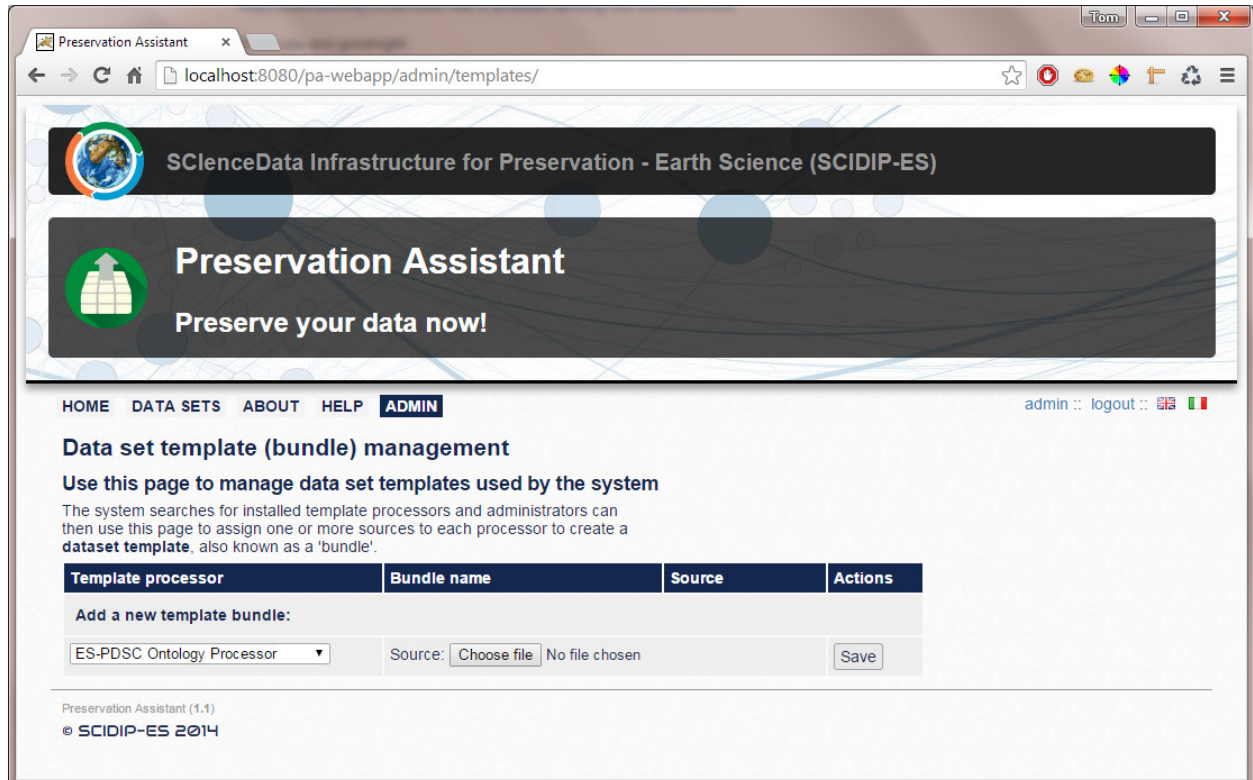 Tom
Preservation Assistant
localhost:8080/pa-webapp/admin/templates/
SCIenceData Infrastructure for Preservation - Earth Science (SCIDIP-ES)
Preservation Assistant
Preserve your data now!
HOME DATA SETS ABOUT HELP ADMIN admin :: logout ::
Data set template (bundle) management
Use this page to manage data set templates used by the system
The system searches for installed template processors and administrators can
then use this page to assign one or more sources to each processor to create a
dataset template, also known as a 'bundle'.
Template processor Bundle name Source Actions
Add a new template bundle:
ES-PDSC Ontology Processor Source: Choose file No file chosen Save
Preservation Assistant (1.1)
© SCIDIP-ES 2014